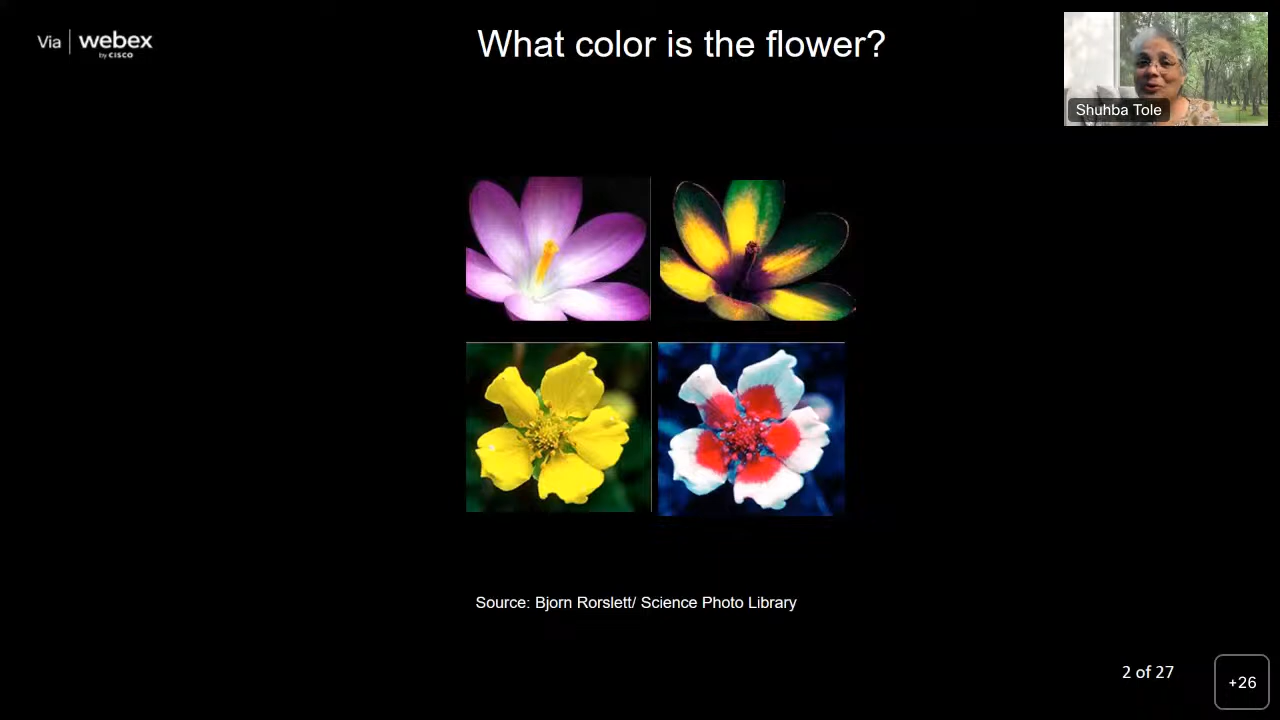 Via | webex
by CISCO
What color is the flower?
Shuhba Tole
Source: Bjorn Rorslett/ Science Photo Library
2 of 27
+26